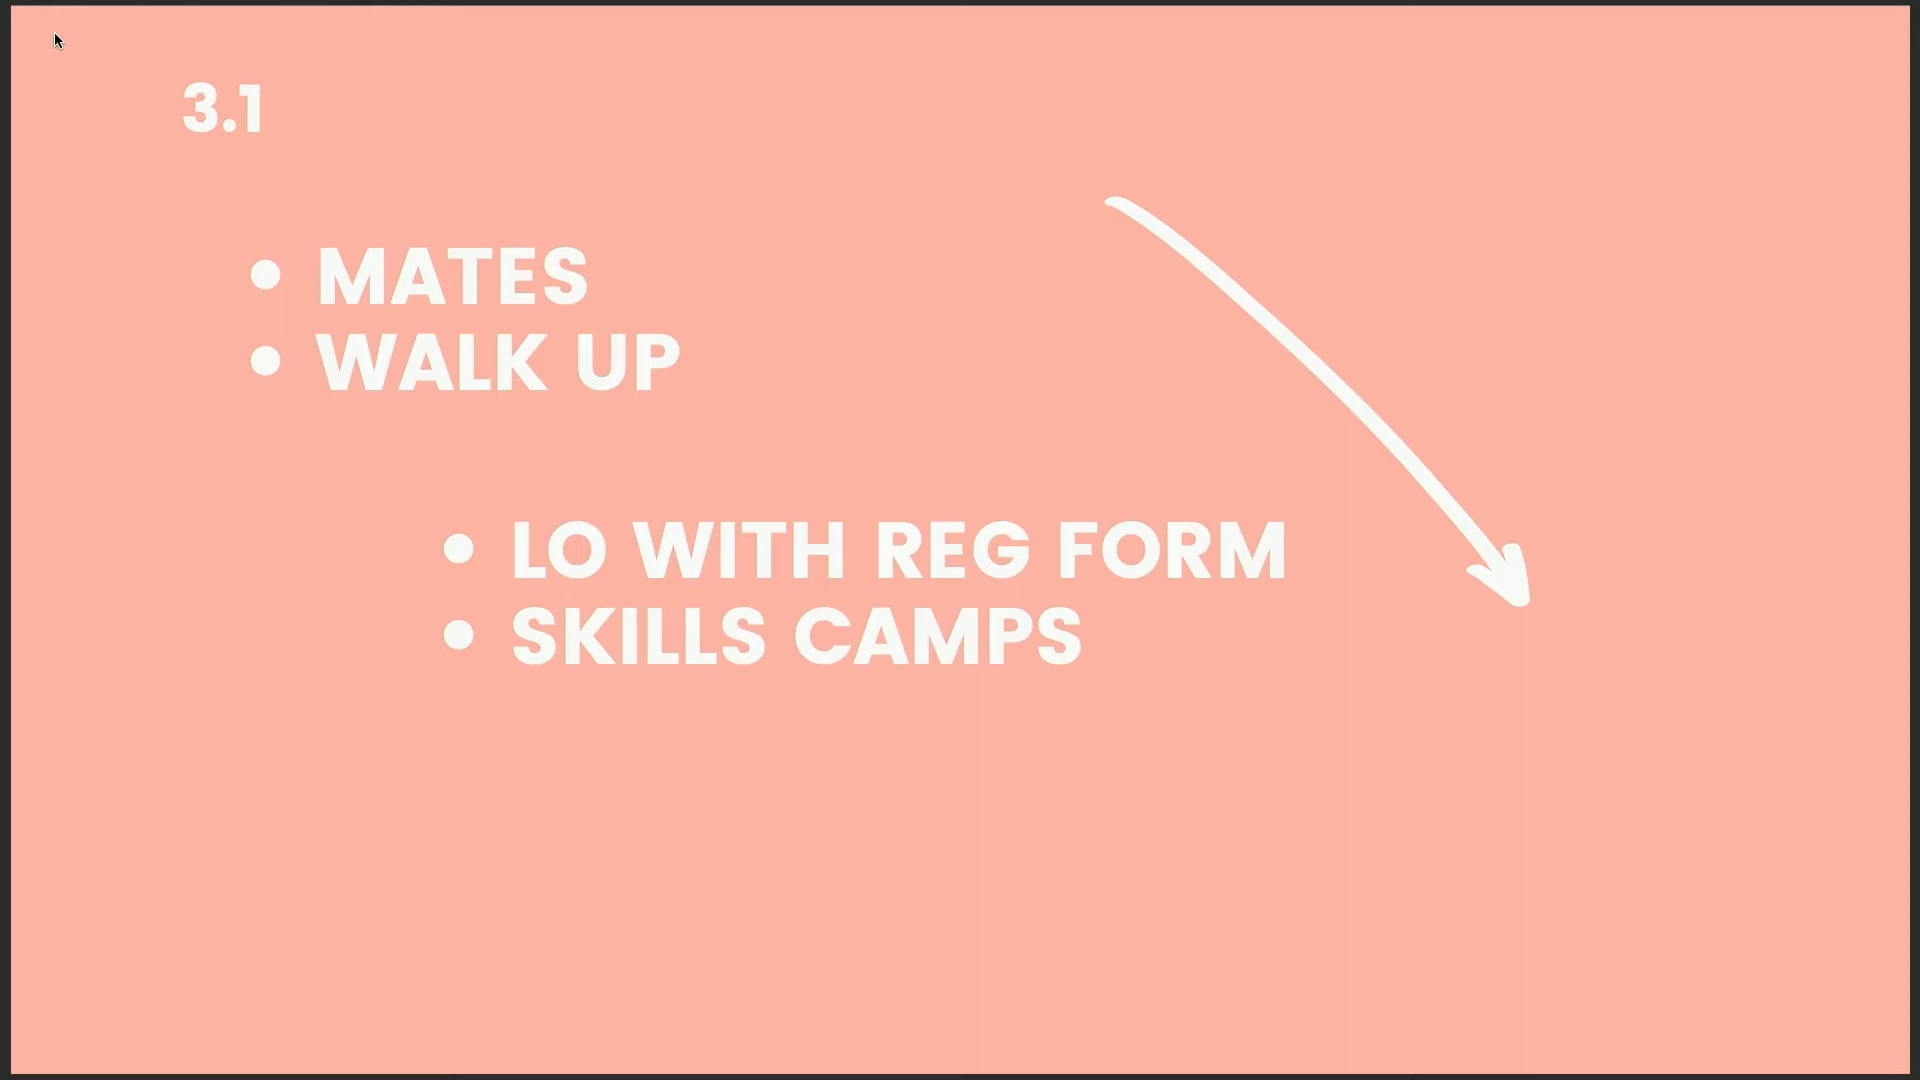 3.1
• MATES
• WALK UP
• LO WITH REG FORM
• SKILLS CAMPS